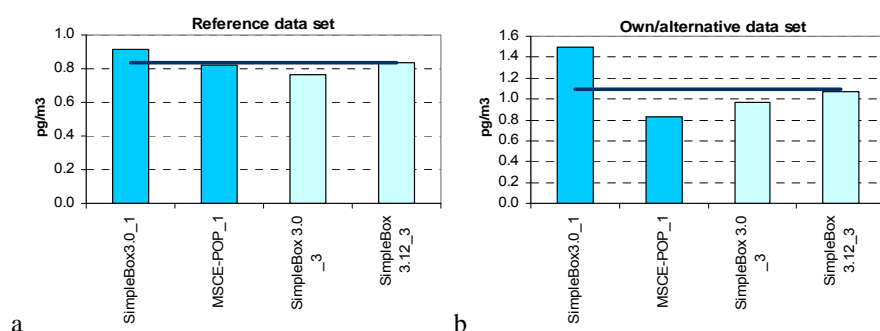 Reference data set
1.0
0.8
0.6
0.4
0.2
0.0
pg/m3
SimpleBox3.0_1
MSCE-POP_1
SimpleBox 3.0
_3
SimpleBox
3.12_3
a
Own/alternative data set
1.6
1.4
1.2
1.0
0.8
0.6
0.4
0.2
0.0
pg/m3
SimpleBox3.0_1
MSCE-POP_1
SimpleBox 3.0
_3
SimpleBox
3.12_3
b